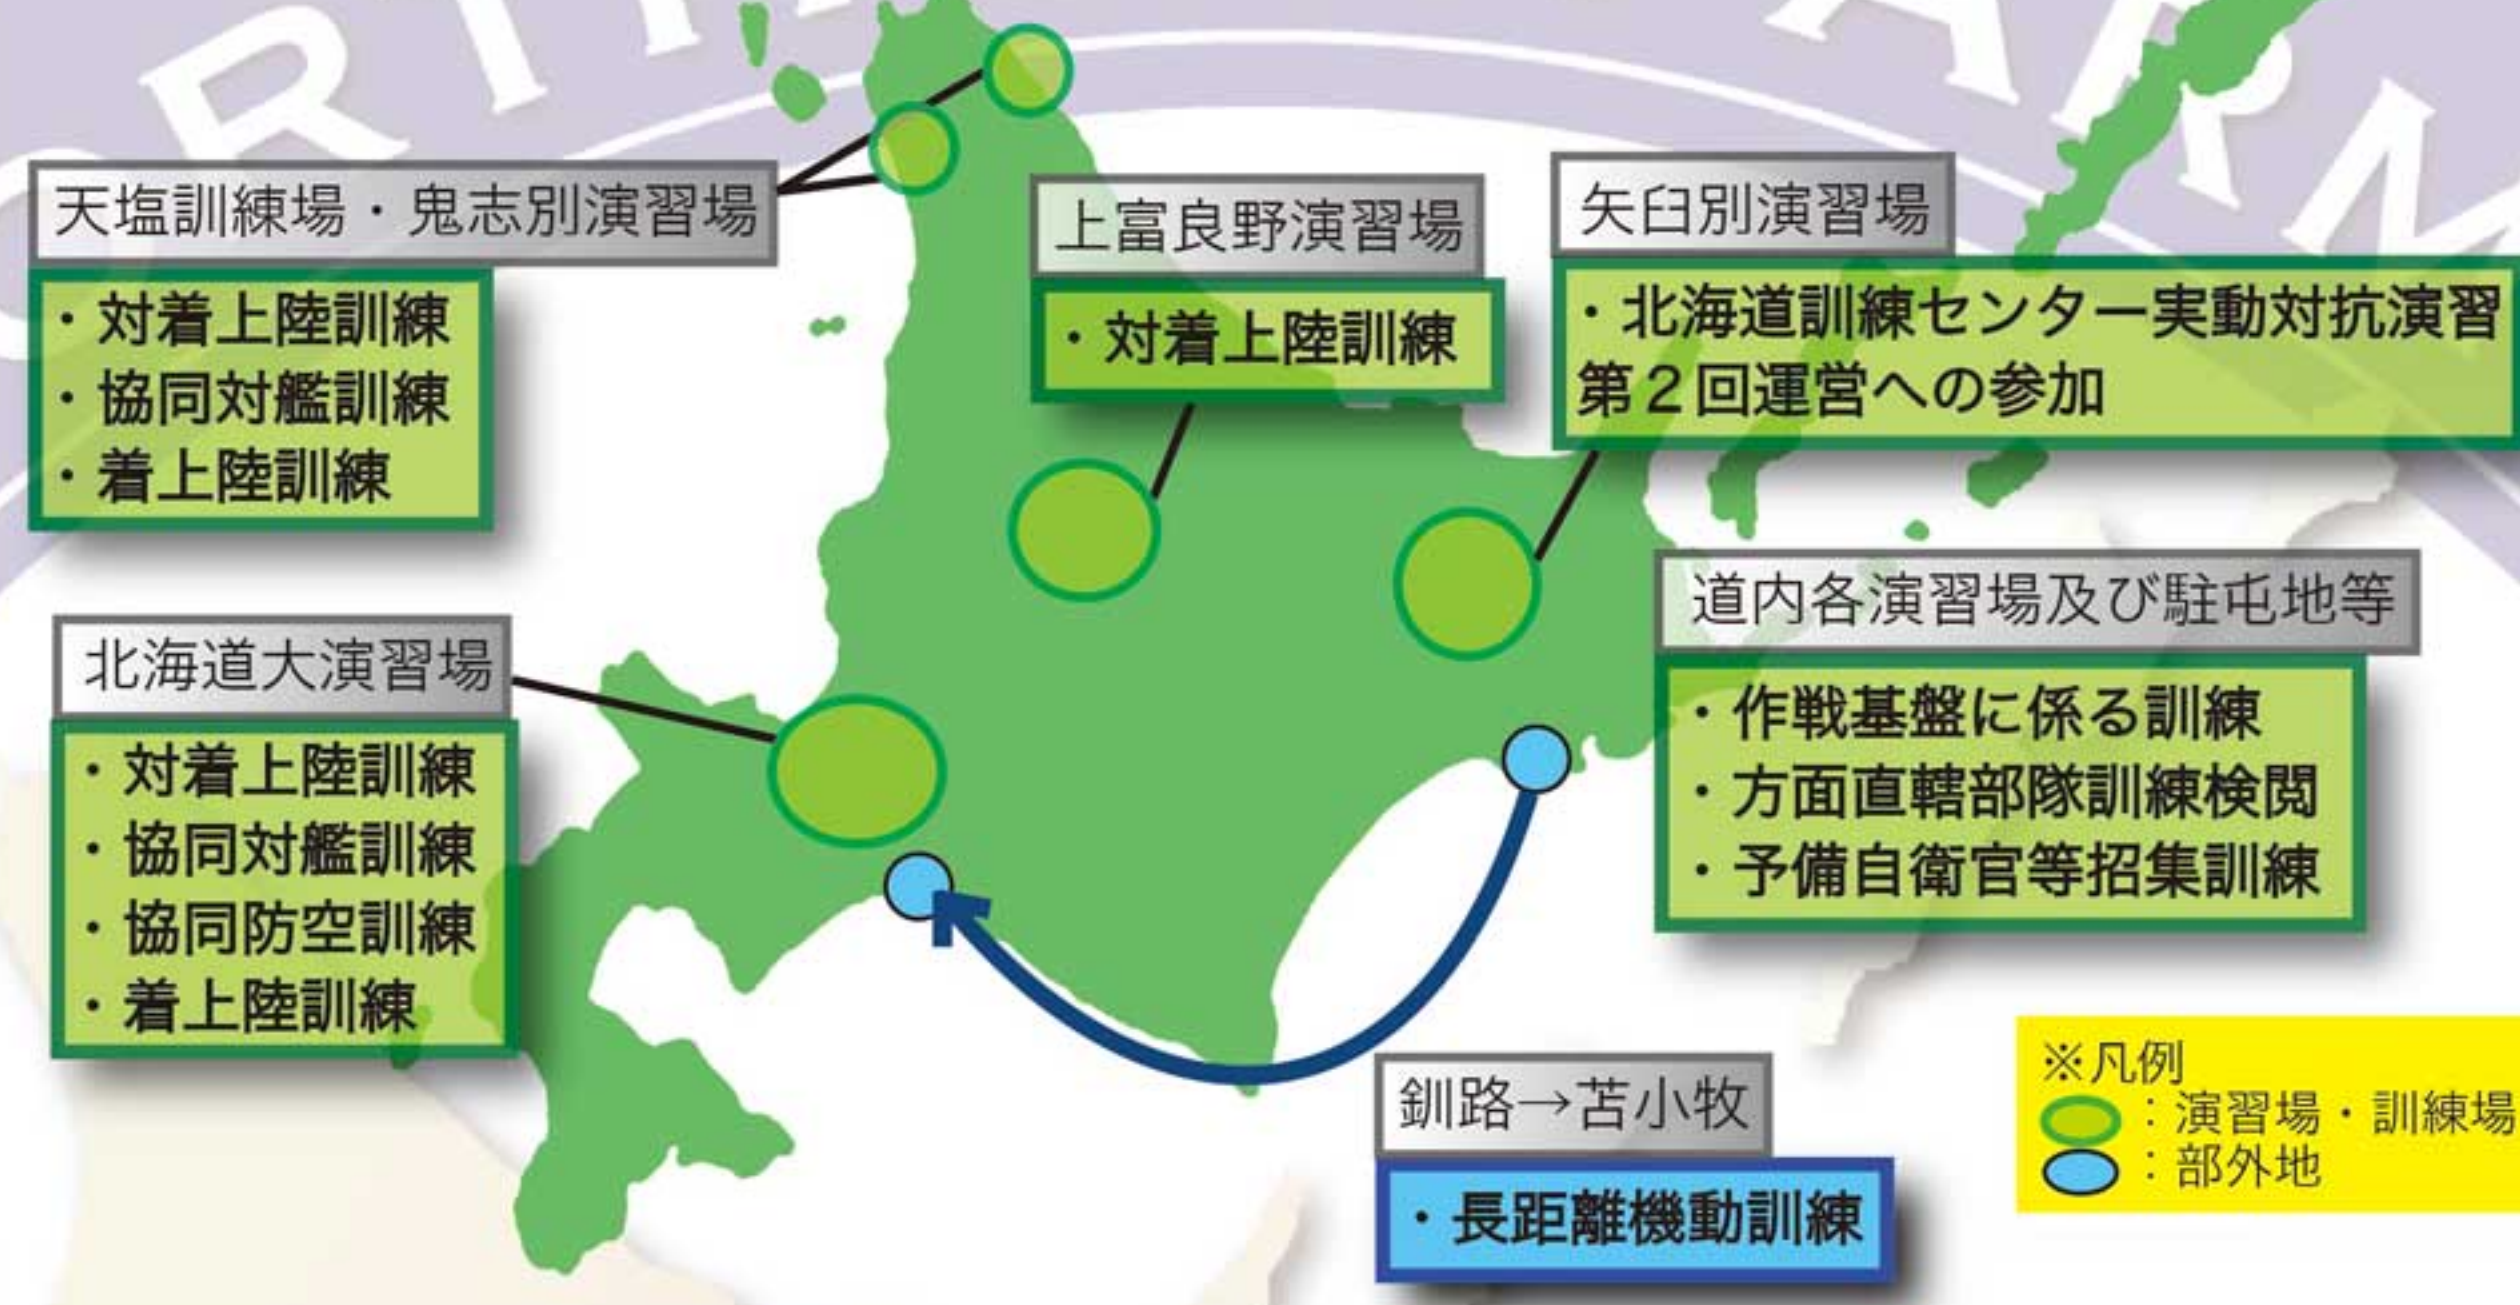 天塩訓練場・鬼志別演習場
・対着上陸訓練
・協同対艦訓練
・着上陸訓練
上富良野演習場
・対着上陸訓練
矢臼別演習場
・北海道訓練センター実動対抗演習
第２回運営への参加
北海道大演習場
・対着上陸訓練
・協同対艦訓練
・協同防空訓練
・着上陸訓練
道内各演習場及び駐屯地等
・作戦基盤に係る訓練
・方面直轄部隊訓練検閲
・予備自衛官等招集訓練
釧路→苫小牧
・長距離機動訓練
※凡例
：演習場・訓練場
：部外地